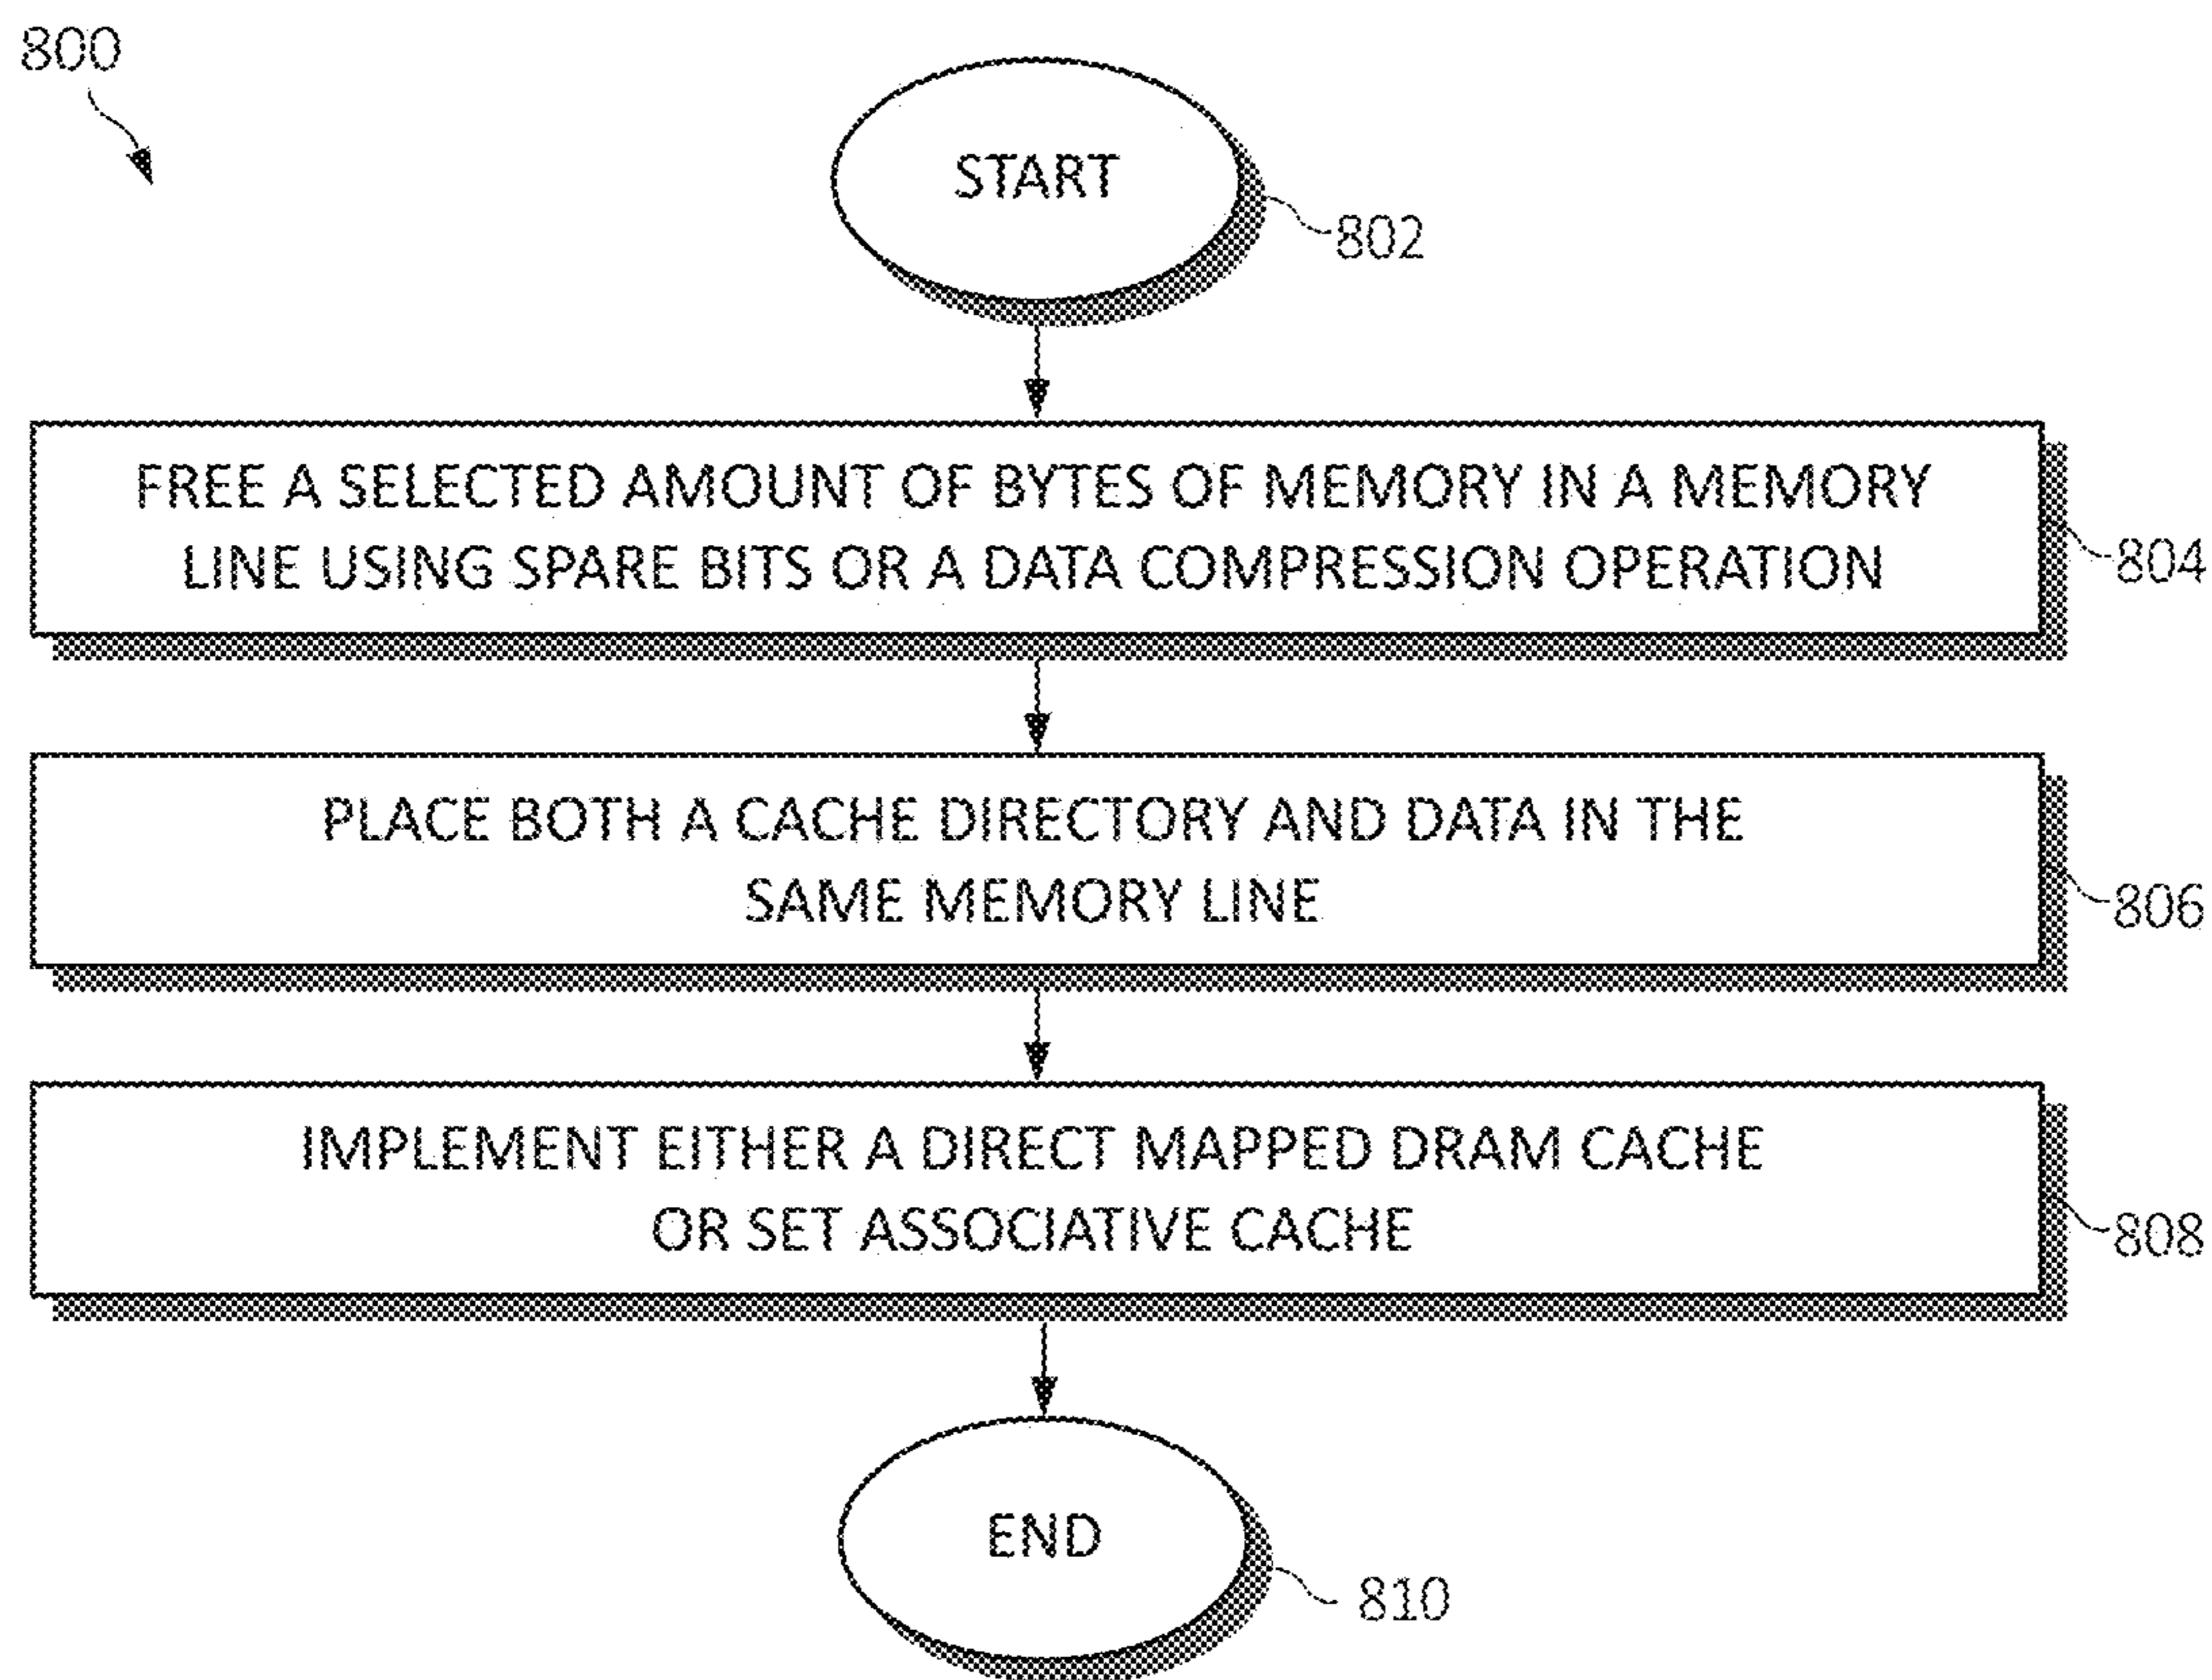 800
START
802
FREE A SELECTED AMOUNT OF BYTES OF MEMORY IN A MEMORY
LINE USING SPARE BITS OR A DATA COMPRESSION OPERATION
804
PLACE BOTH A CACHE DIRECTORY AND DATA IN THE
SAME MEMORY LINE
806
IMPLEMENT EITHER A DIRECT MAPPED DRAM CACHE
OR SET ASSOCIATIVE CACHE
808
END
810